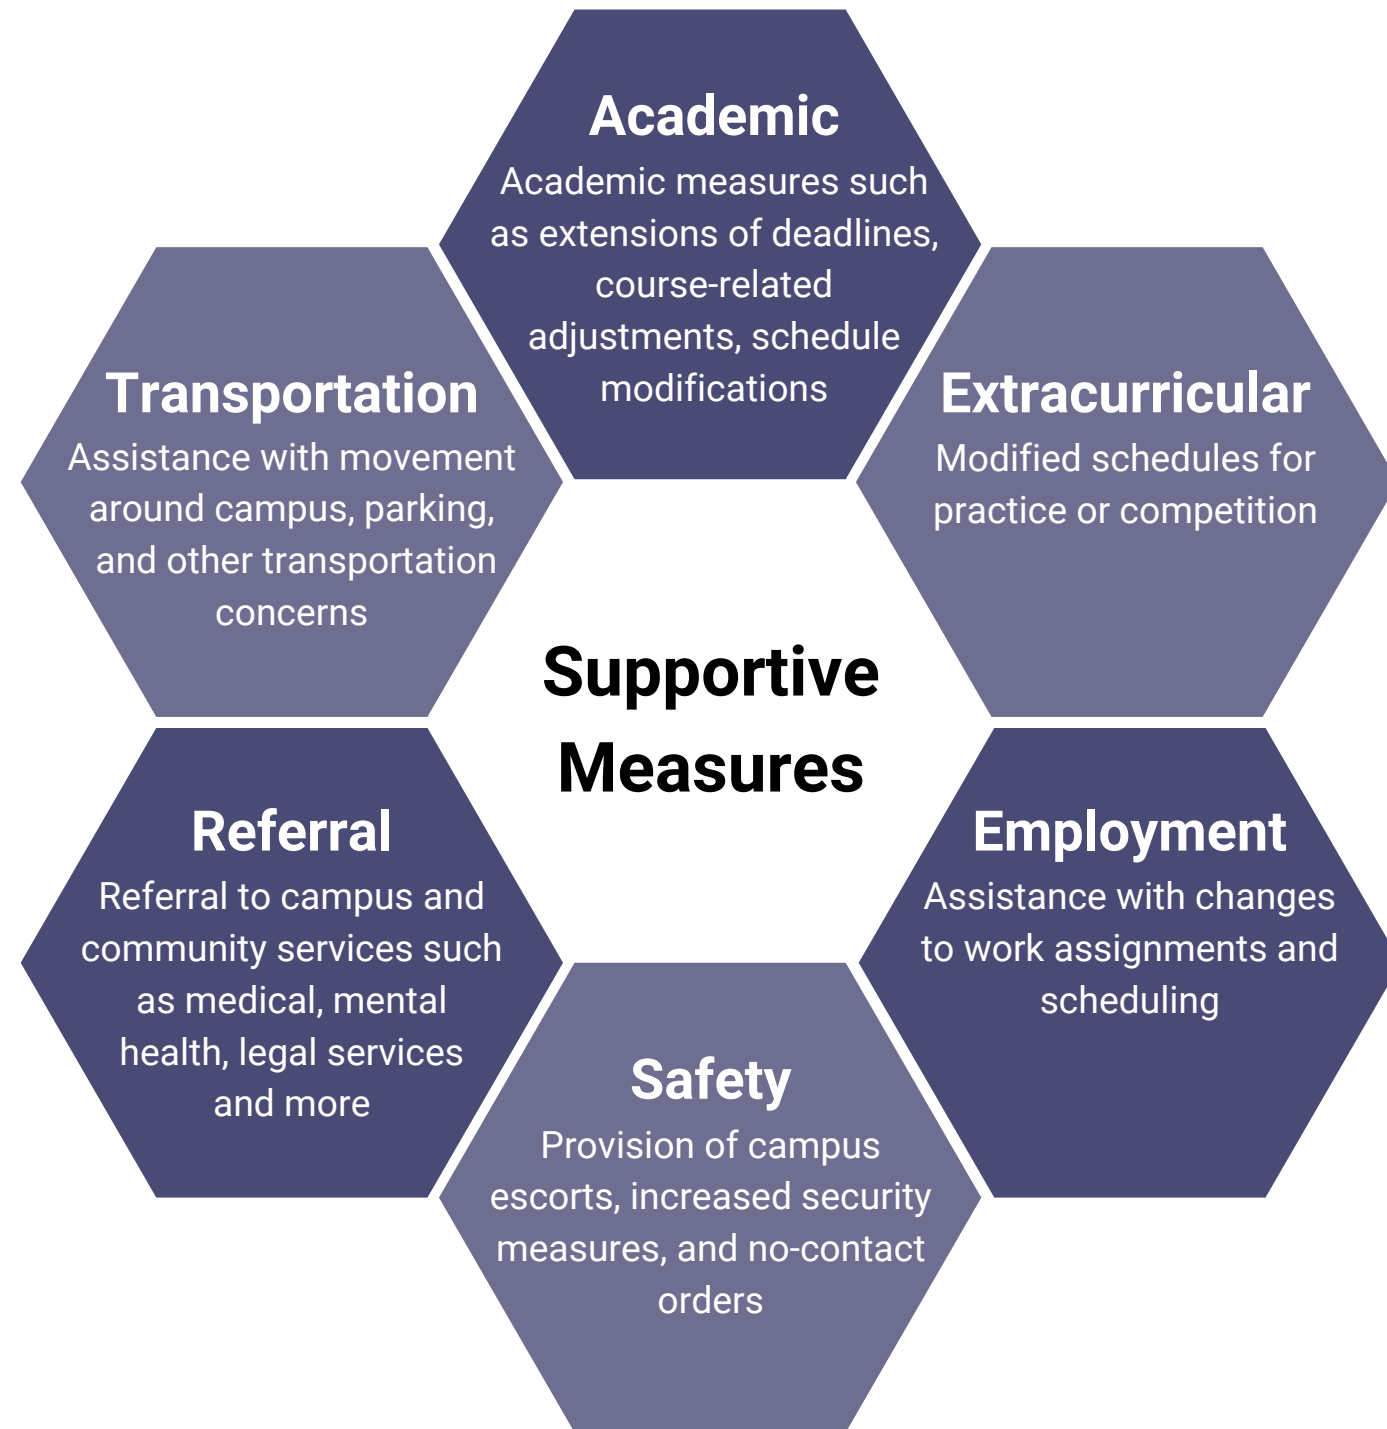 Academic
Academic measures such
as extensions of deadlines,
course-related
adjustments, schedule
modifications
Transportation
Assistance with movement
around campus, parking,
and other transportation
concerns
Extracurricular
Modified schedules for
practice or competition
Supportive
Measures
Referral
Referral to campus and
community services such
as medical, mental
health, legal services
and more
Employment
Assistance with changes
to work assignments and
scheduling
Safety
Provision of campus
escorts, increased security
measures, and no-contact
orders